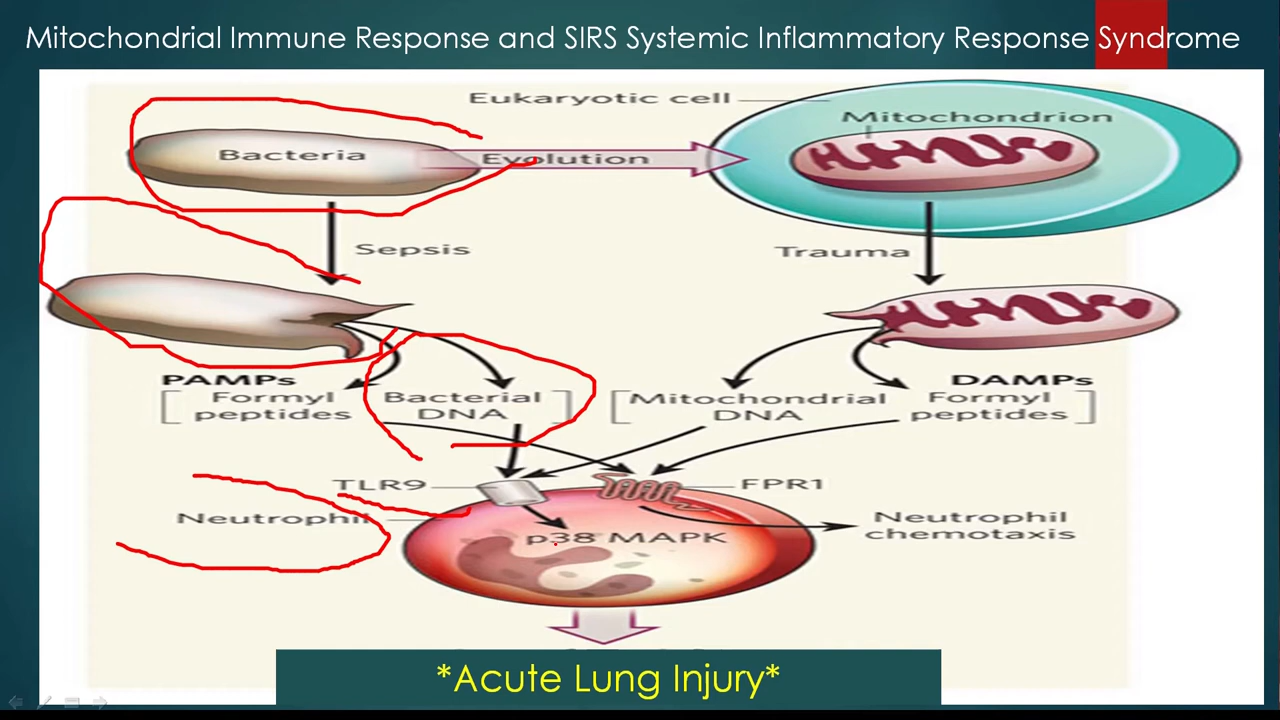 Mitochondrial Immune Response and SIRS Systemic Inflammatory Response Syndrome
Eukaryotic cell
Mitochondrion
Bacteria
Evolution
Sepsis
Trauma
PAMPs
Formyl
peptides
Bacterial
DNA
Mitochondrial
DNA
DAMPs
Formyl
peptides
TLR9
FPR1
Neutrophil
p38 MAPK
Neutrophil
chemotaxis
*Acute Lung Injury*